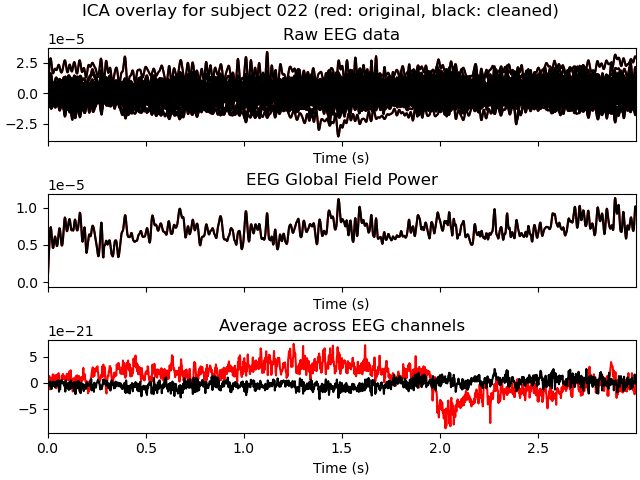 ICA overlay for subject 022 (red: original, black: cleaned)
Raw EEG data
1e−5
2.5
0.0
−2.5
Time (s)
EEG Global Field Power
1e−5
1.0
0.5
0.0
Time (s)
Average across EEG channels
1e−21
5
0
−5
0.0 0.5 1.0 1.5 2.0 2.5
Time (s)